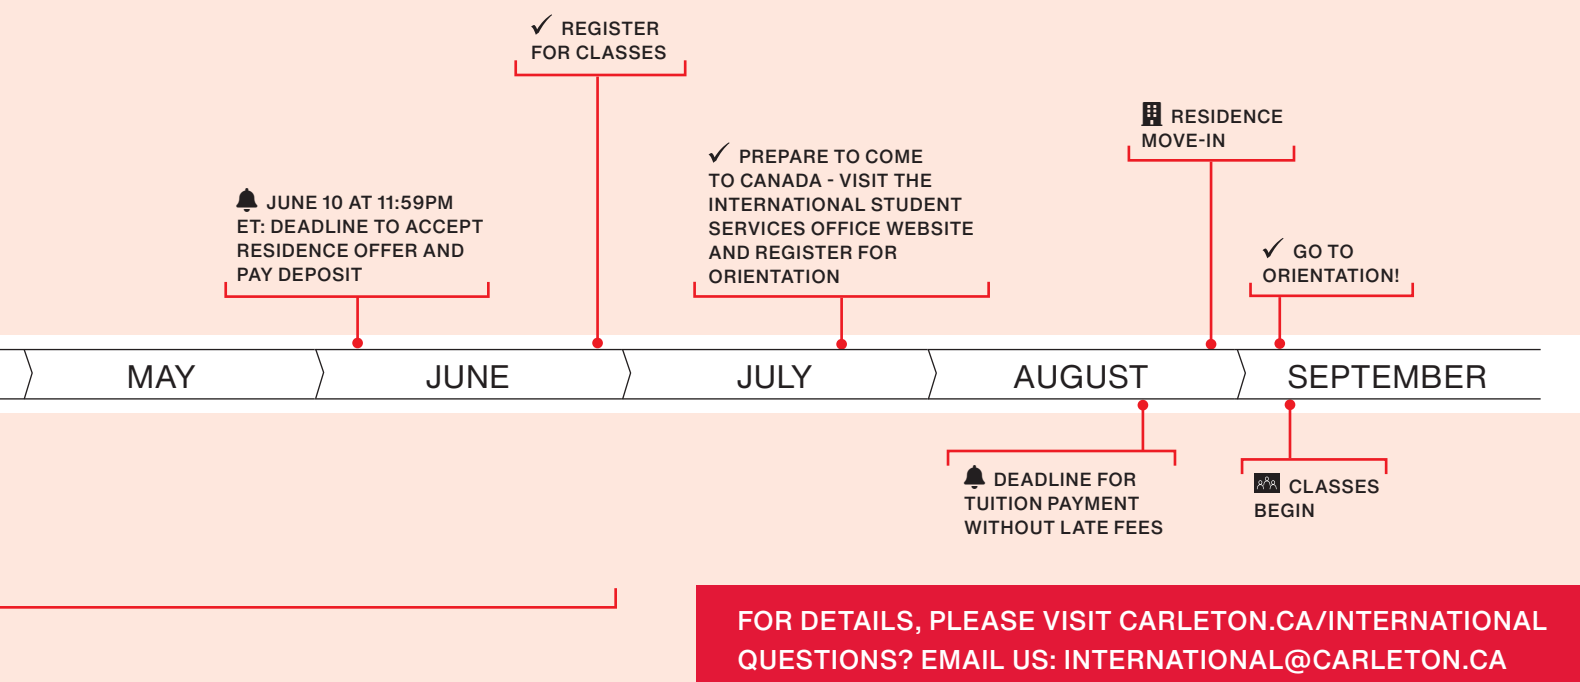 ✓ REGISTER
FOR CLASSES
RESIDENCE
MOVE-IN
✓ PREPARE TO COME
TO CANADA - VISIT THE
INTERNATIONAL STUDENT
SERVICES OFFICE WEBSITE
AND REGISTER FOR
ORIENTATION
JUNE 10 AT 11:59PM
ET: DEADLINE TO ACCEPT
RESIDENCE OFFER AND
PAY DEPOSIT
✓ GO TO
ORIENTATION!
MAY
JUNE
JULY
AUGUST
SEPTEMBER
DEADLINE FOR
TUITION PAYMENT
WITHOUT LATE FEES
CLASSES
BEGIN
FOR DETAILS, PLEASE VISIT CARLETON.CA/INTERNATIONAL
QUESTIONS? EMAIL US: INTERNATIONAL@CARLETON.CA